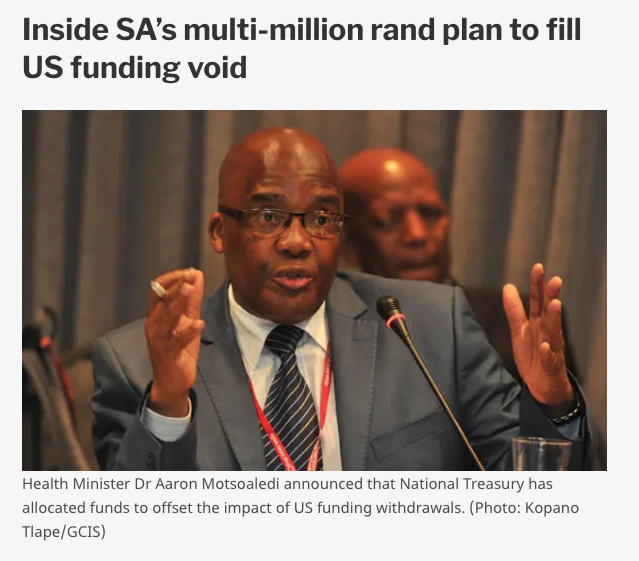 Inside SA's multi-million rand plan to fill
US funding void
Health Minister Dr Aaron Motsoaledi announced that National Treasury has
allocated funds to offset the impact of US funding withdrawals. (Photo: Kopano
Tlape/GCIS)